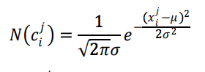 N(c_i^j) = \frac{1}{\sqrt{2\pi}\sigma} e^{-\frac{(x_i^j-\mu)^2}{2\sigma^2}}